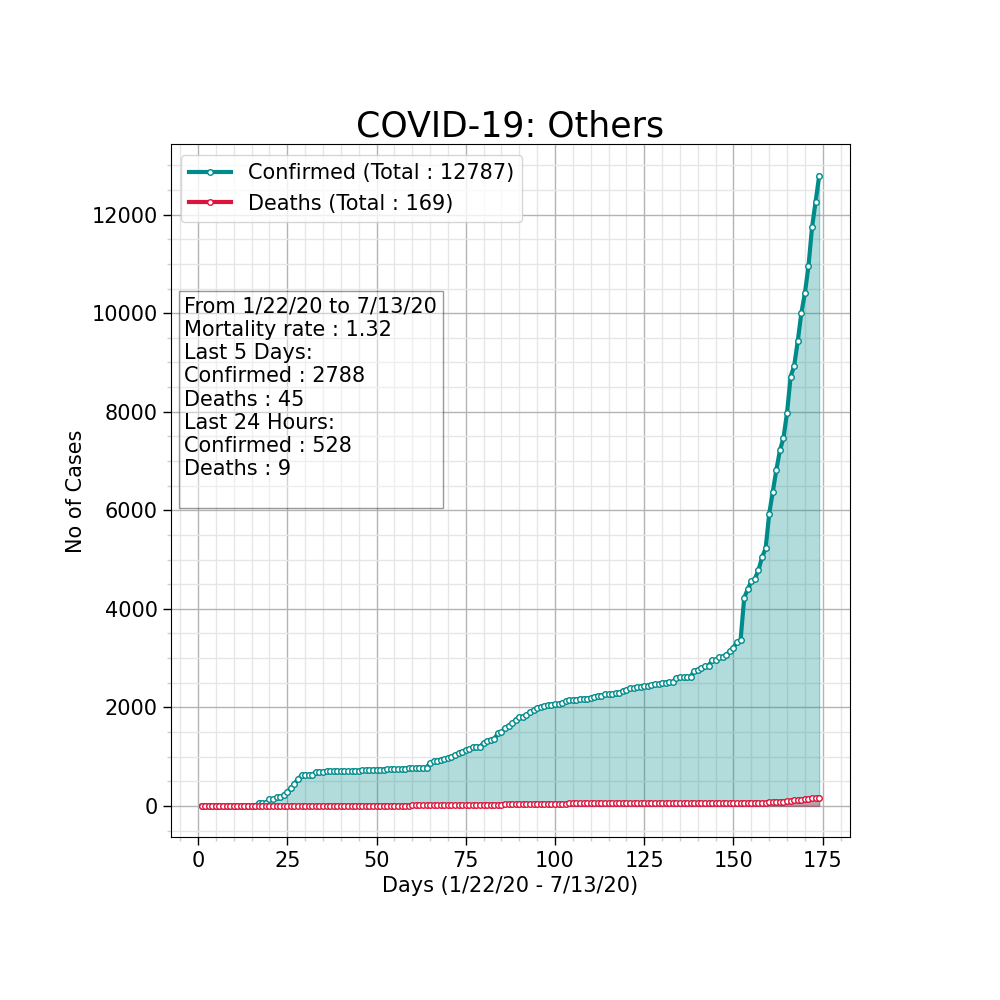 COVID-19: Others
Confirmed (Total : 12787)
Deaths (Total : 169)
From 1/22/20 to 7/13/20
Mortality rate : 1.32
Last 5 Days:
Confirmed : 2788
Deaths : 45
Last 24 Hours:
Confirmed : 528
Deaths : 9
No of Cases
12000
10000
8000
6000
4000
2000
0
0 25 50 75 100 125 150 175
Days (1/22/20 - 7/13/20)